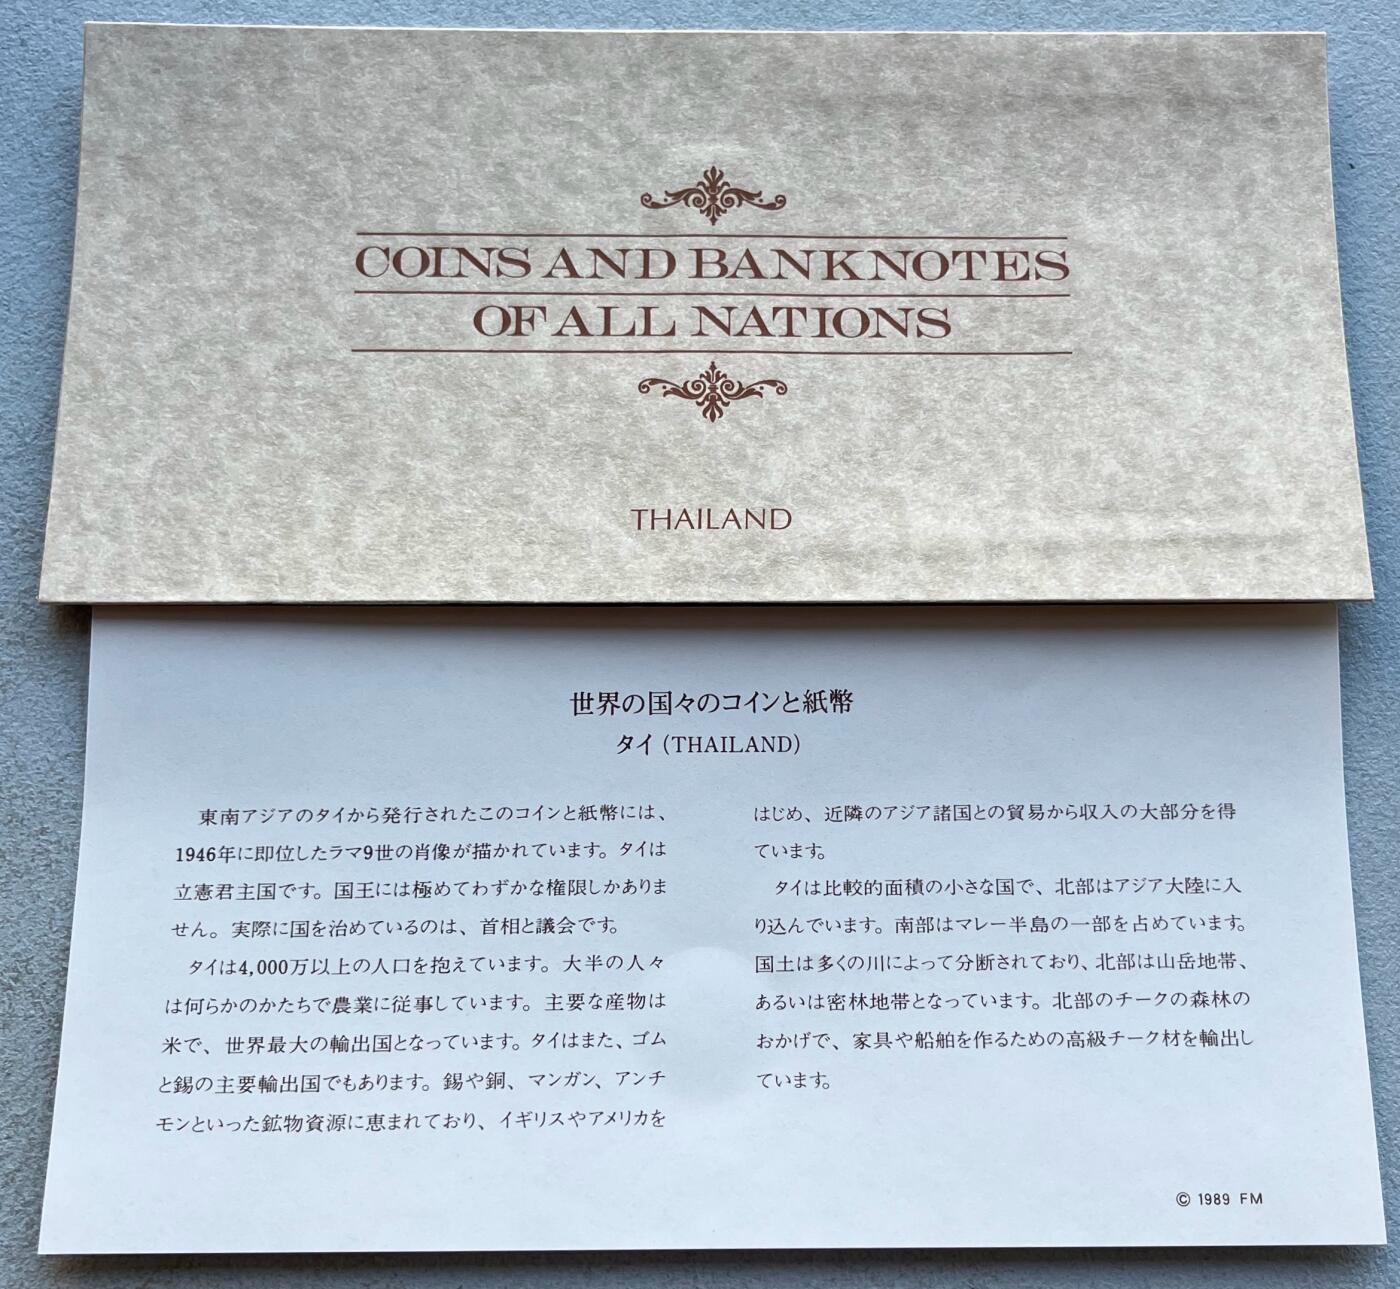 COINS AND BANKNOTES
OF ALL NATIONS
THAILAND
世界の国々のコインと紙幣
タイ(THAILAND)
東南アジアのタイから発行されたこのコインと紙幣には、
1946年に即位したラマ9世の肖像が描かれています。タイは
立憲君主国です。国王には極めてわずかな権限しかありま
せん。実際に国を治めているのは、首相と議会です。
タイは4,000万以上の人口を抱えています。大半の人々
は何らかのかたちで農業に従事しています。主要な産物は
米で、世界最大の輸出国となっています。タイはまた、ゴム
と錫の主要輸出国でもあります。錫や銅、マンガン、アンチ
モンといった鉱物資源に恵まれており、イギリスやアメリカを
はじめ、近隣のアジア諸国との貿易から収入の大部分を得
ています。
タイは比較的面積の小さな国で、北部はアジア大陸に入
り込んでいます。南部はマレー半島の一部を占めています。
国土は多くの川によって分断されており、北部は山岳地帯、
あるいは密林地帯となっています。北部のチークの森林の
おかげで、家具や船舶を作るための高級チーク材を輸出し
ています。
© 1989 FM